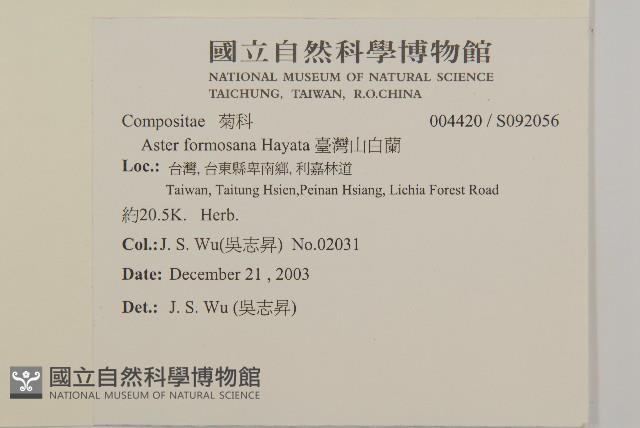 國立自然科學博物館
NATIONAL MUSEUM OF NATURAL SCIENCE
TAICHUNG, TAIWAN, R.O.CHINA
Compositae 菊科 004420 / S092056
Aster formosana Hayata 臺灣山白蘭
Loc.: 台灣, 台東縣卑南鄉, 利嘉林道
Taiwan, Taitung Hsien,Peinan Hsiang, Lichia Forest Road
約20.5K. Herb.
Col.:J. S. Wu(吳志昇) No.02031
Date: December 21 , 2003
Det.: J. S. Wu (吳志昇)
國立自然科學博物館
NATIONAL MUSEUM OF NATURAL SCIENCE